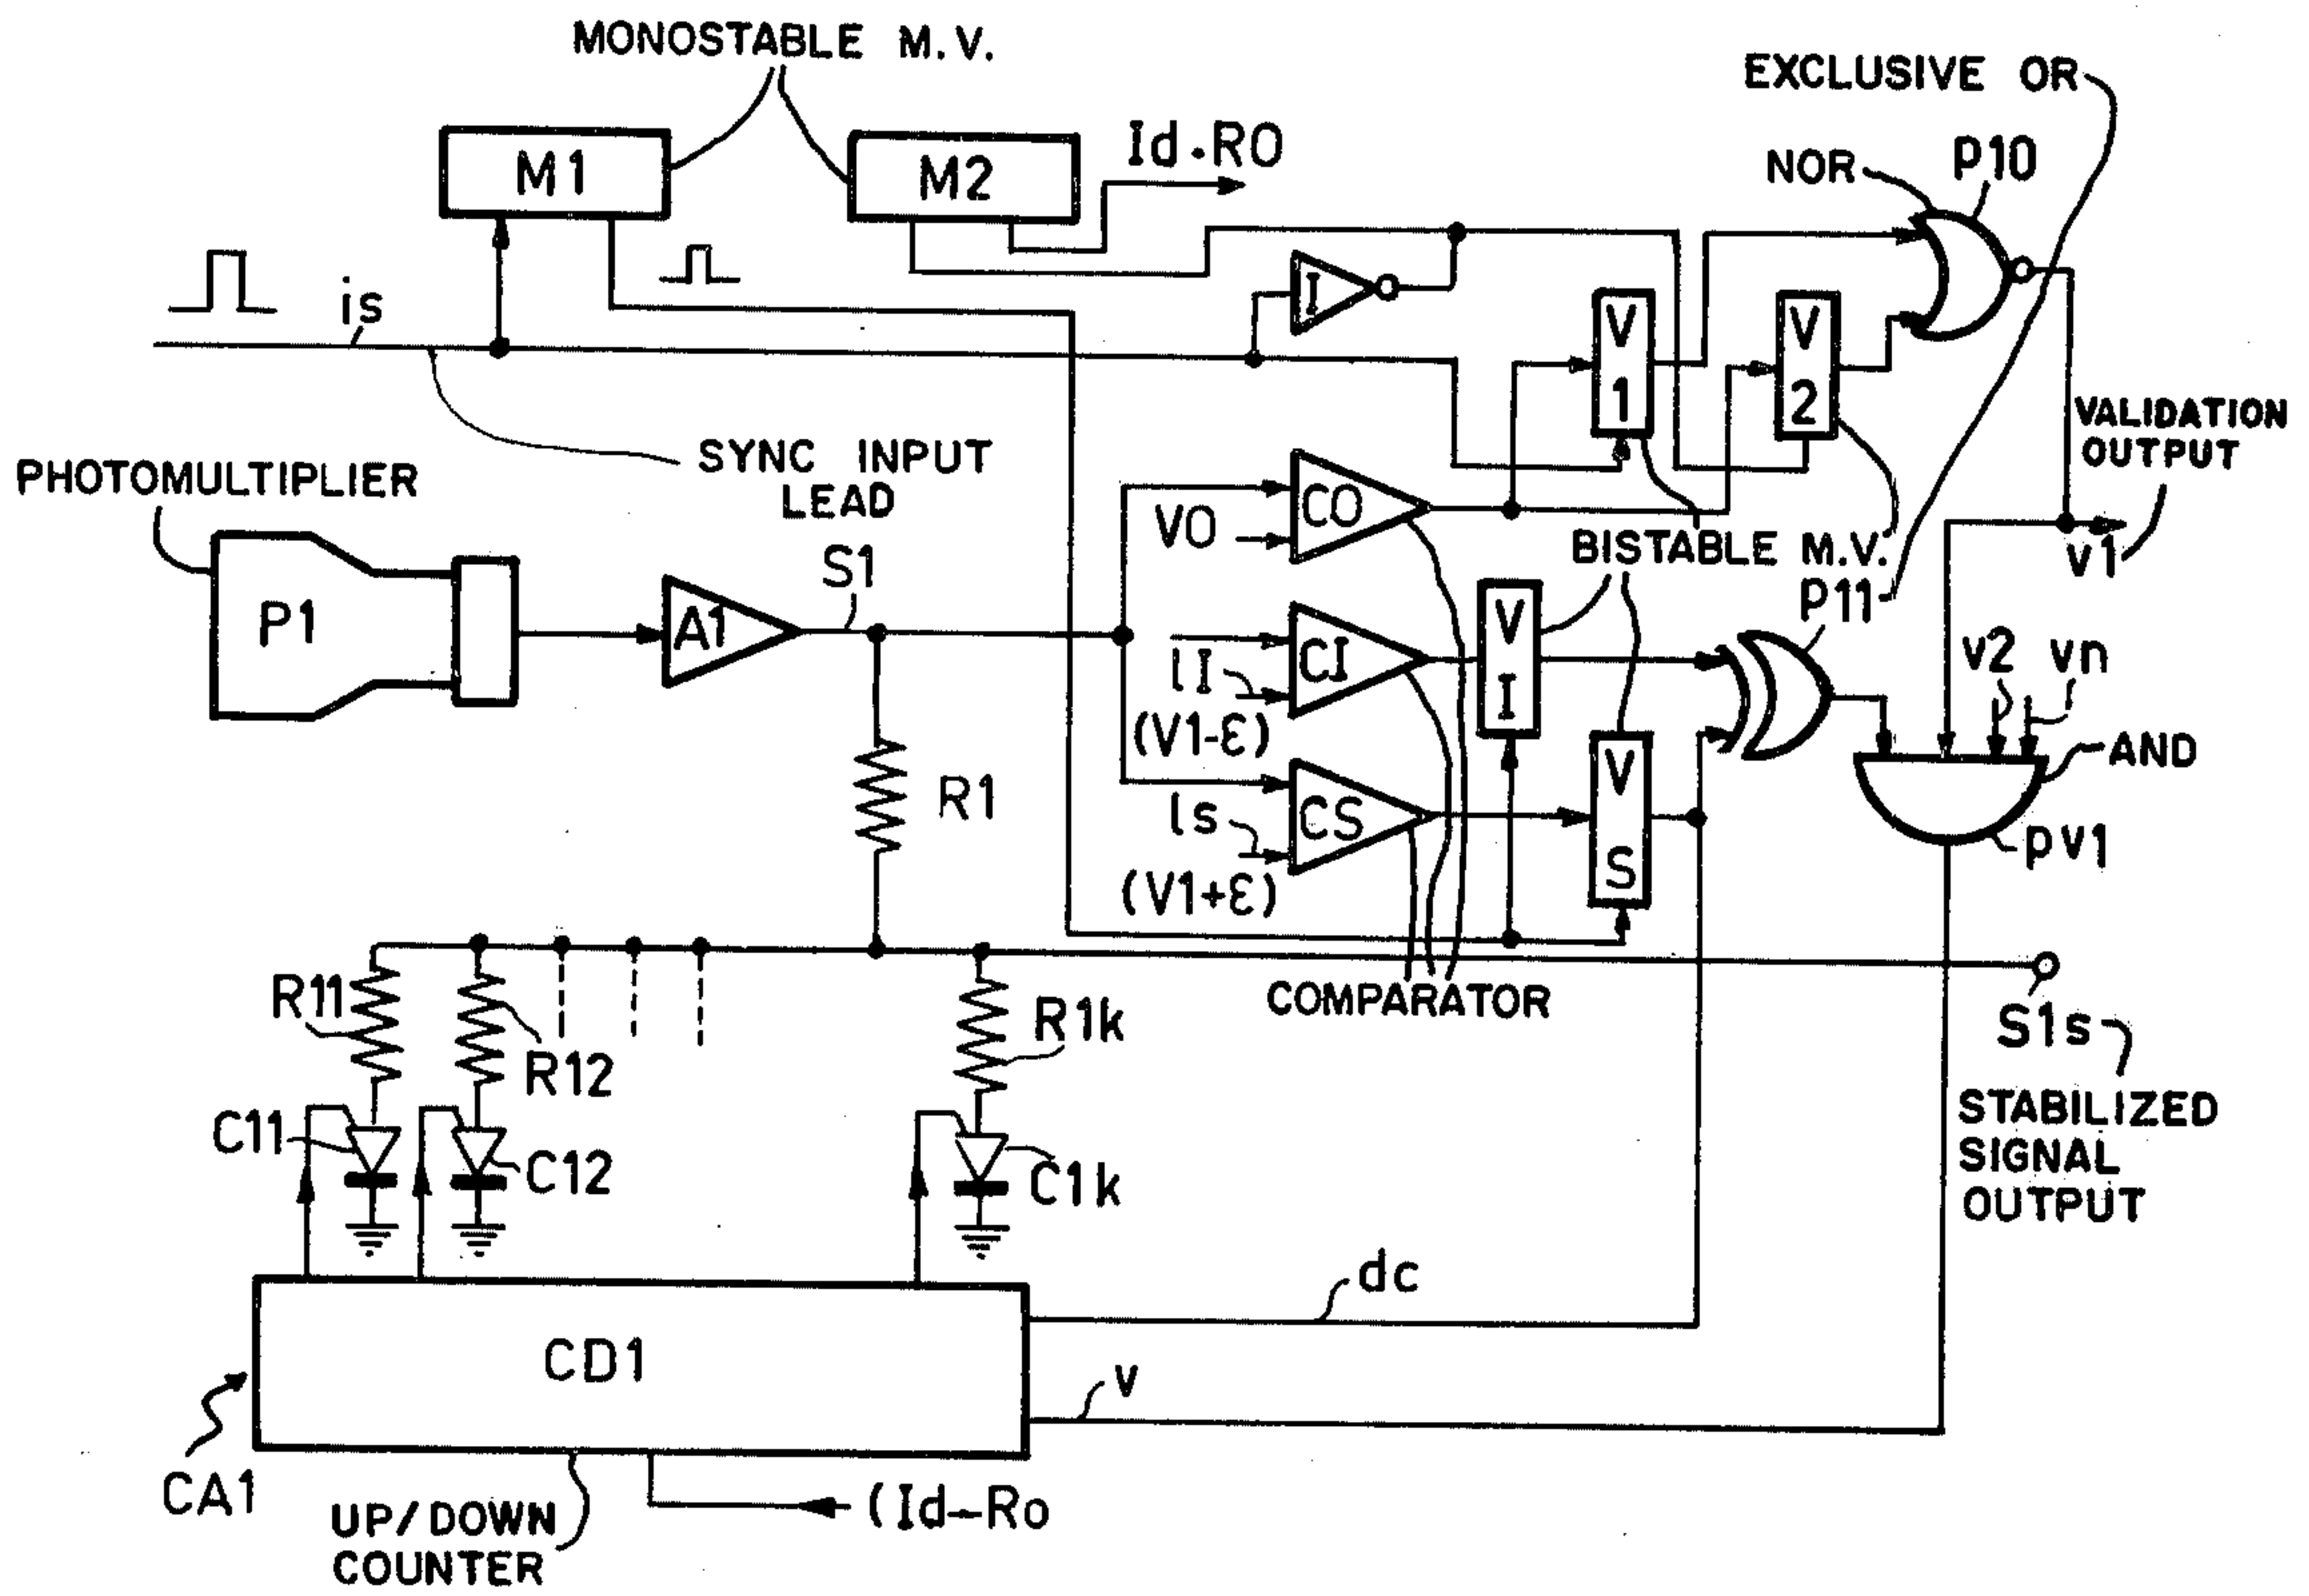 MONOSTABLE M.V.
EXCLUSIVE OR
M1
M2
Id·RO
NOR
P10
is
I
V
1
V
2
SYNC INPUT
LEAD
VALIDATION
OUTPUT
PHOTOMULTIPLIER
P1
A1
S1
VO
CO
BISTABLE M.V.
v1
P11
lI
(V1-Ɛ)
CI
V
I
v2 vn
AND
R1
ls
(V1+Ɛ)
CS
V
S
pv1
R11
R12
R1k
COMPARATOR
S1s
STABILIZED
SIGNAL
OUTPUT
C11
C12
C1k
dc
CD1
v
CA1
UP/DOWN
COUNTER
(Id-Ro